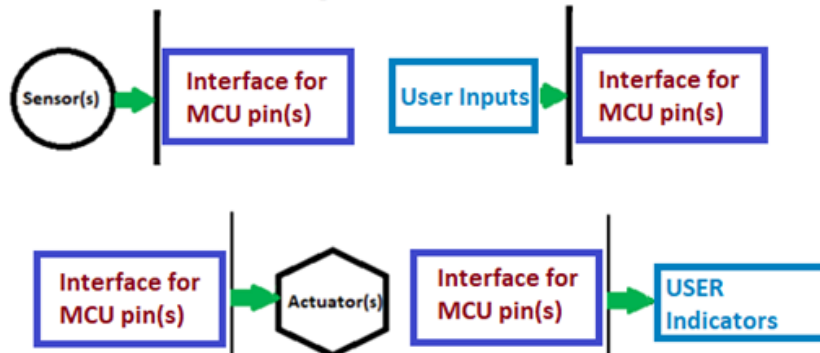 Sensor(s)
Interface for
MCU pin(s)
User Inputs
Interface for
MCU pin(s)
Interface for
MCU pin(s)
Actuator(s)
Interface for
MCU pin(s)
USER
Indicators